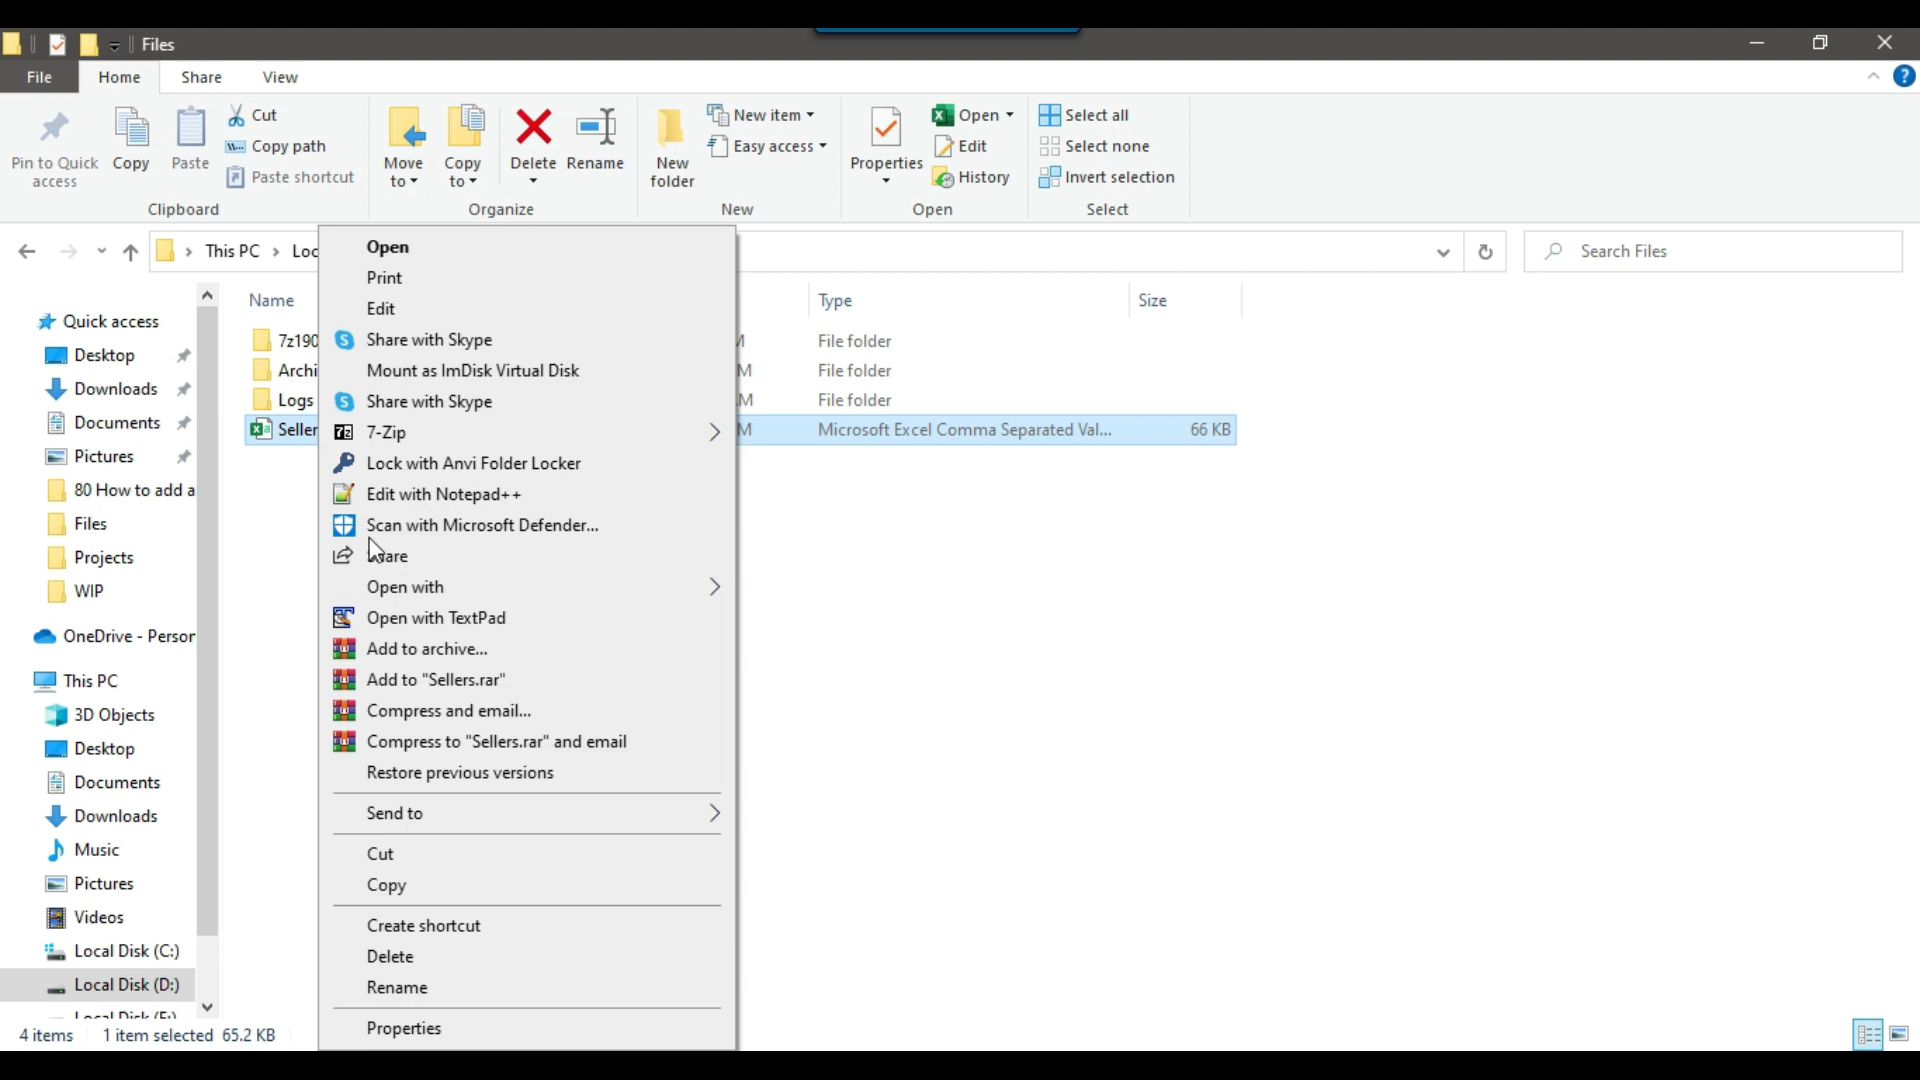 Files
File Home Share View
Pin to Quick access
Copy
Paste
Cut
Copy path
Paste shortcut
Clipboard
Move to
Copy to
Delete
Rename
Organize
New folder
New item
Easy access
New
Properties
Open
Edit
History
Open
Select all
Select none
Invert selection
Select
This PC Loc
Search Files
Quick access
Desktop
Downloads
Documents
Pictures
80 How to add a
Files
Projects
WIP
OneDrive - Person
This PC
3D Objects
Desktop
Documents
Downloads
Music
Pictures
Videos
Local Disk (C:)
Local Disk (D:)
Name Type Size
7z190 File folder
Archi File folder
Logs File folder
Seller Microsoft Excel Comma Separated Val... 66 KB
Open
Print
Edit
Share with Skype
Mount as ImDisk Virtual Disk
Share with Skype
7-Zip
Lock with Anvi Folder Locker
Edit with Notepad++
Scan with Microsoft Defender...
Share
Open with
Open with TextPad
Add to archive...
Add to "Sellers.rar"
Compress and email...
Compress to "Sellers.rar" and email
Restore previous versions
Send to
Cut
Copy
Create shortcut
Delete
Rename
Properties
4 items 1 item selected 65.2 KB